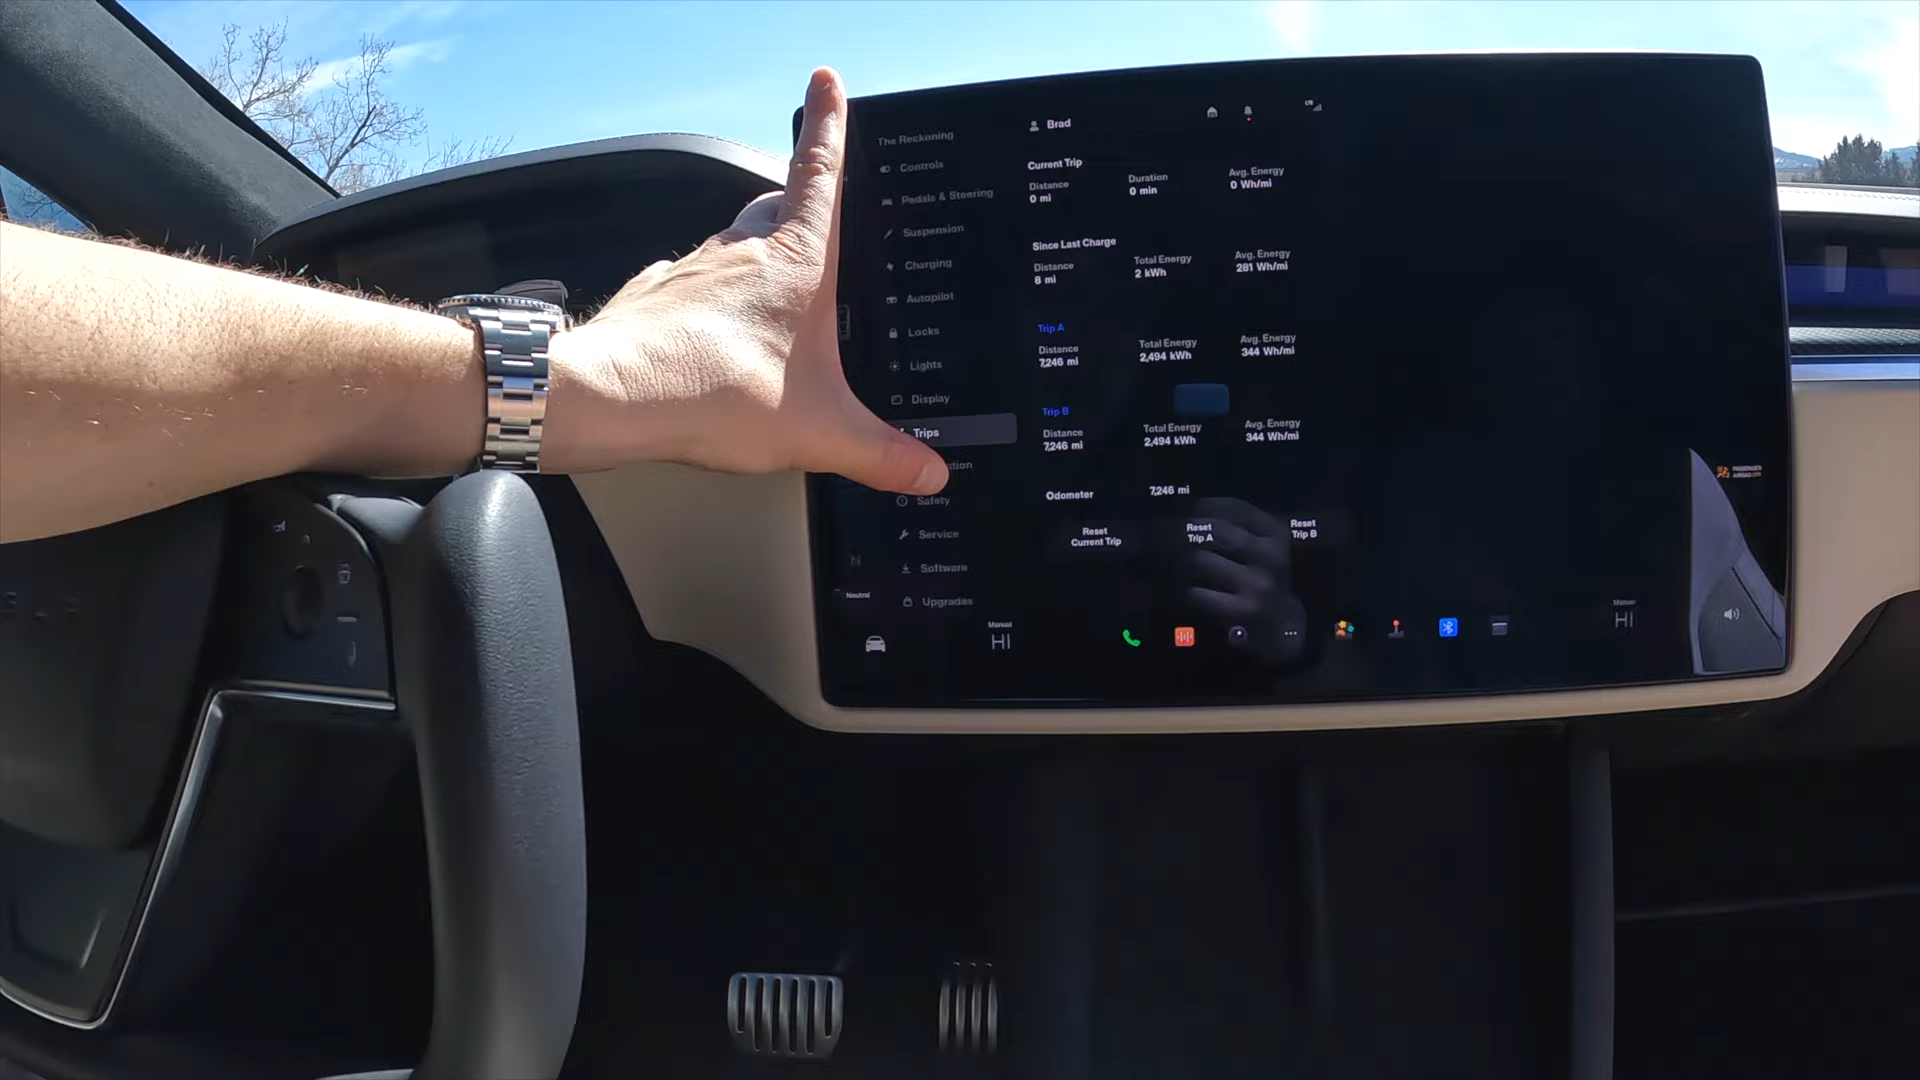 The Reckoning
Brad
Controls
Pedals & Steering
Suspension
Charging
Autopilot
Locks
Lights
Display
Trips
Safety
Service
Software
Upgrades
Current Trip
Distance
0 mi
Duration
0 min
Avg. Energy
0 Wh/mi
Since Last Charge
Distance
8 mi
Total Energy
2 kWh
Avg. Energy
281 Wh/mi
Trip A
Distance
7,246 mi
Total Energy
2,494 kWh
Avg. Energy
344 Wh/mi
Trip B
Distance
7,246 mi
Total Energy
2,494 kWh
Avg. Energy
344 Wh/mi
Odometer
7,246 mi
Reset
Current Trip
Reset
Trip A
Reset
Trip B
PASSENGER
AIRBAG OFF
Neutral
Manual
HI
Manual
HI